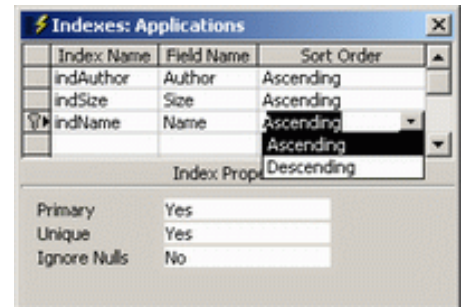 Indexes: Applications
Index Name Field Name Sort Order
indAuthor Author Ascending
indSize Size Ascending
indName Name Ascending
Ascending
Descending
Index Prope
Primary Yes
Unique Yes
Ignore Nulls No